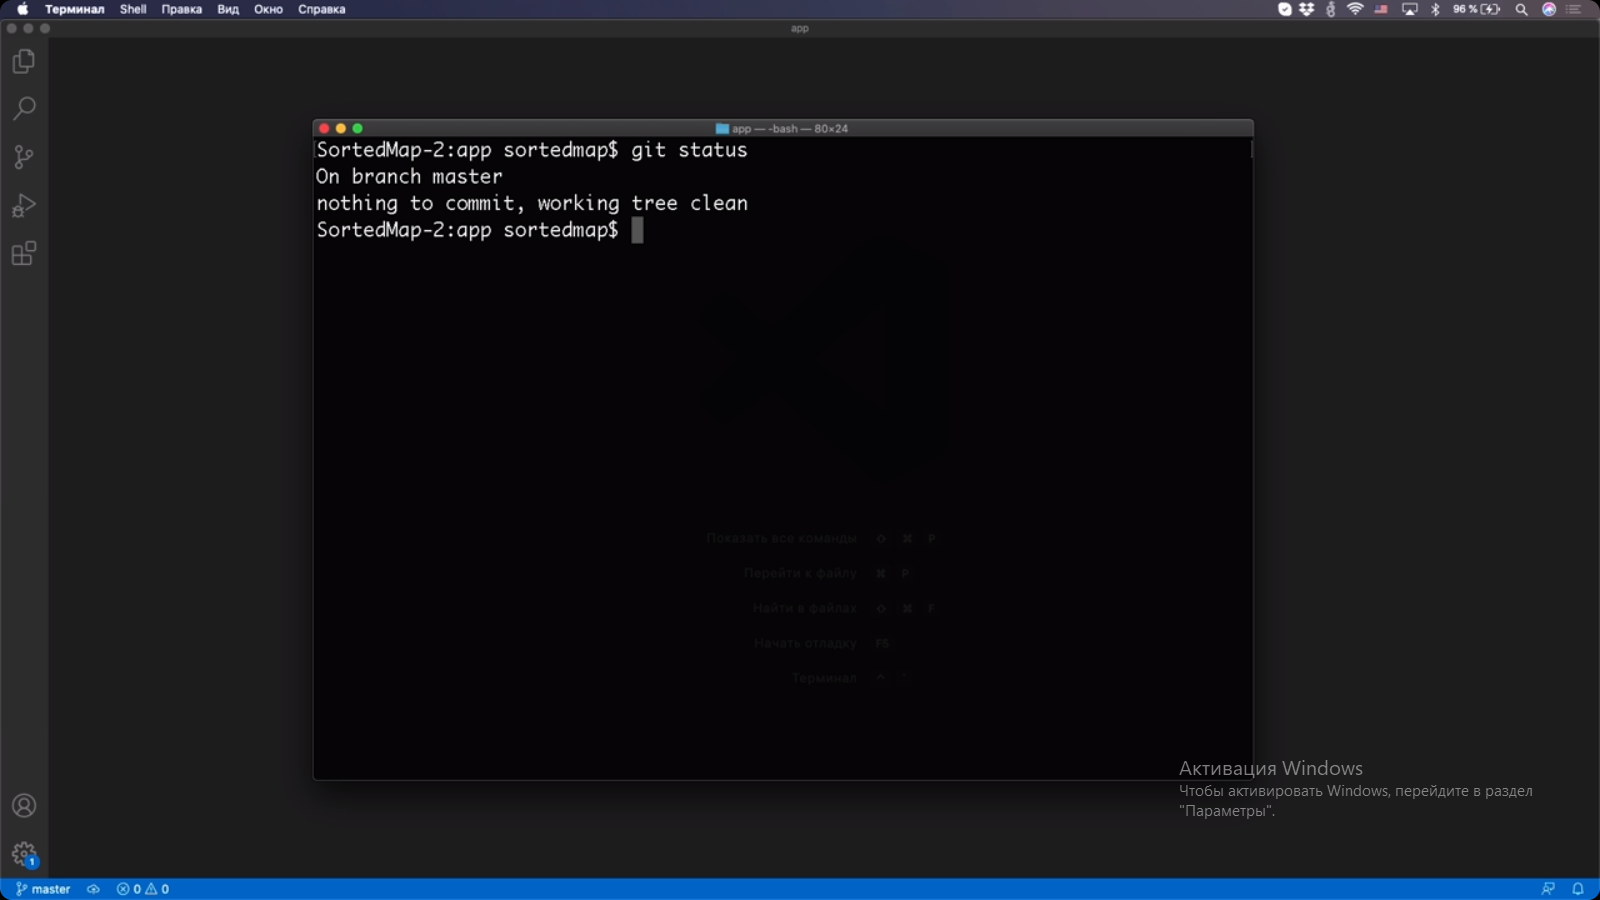 Терминал Shell Правка Вид Окно Справка 96 %
app
app — -bash — 80×24
SortedMap-2:app sortedmap$ git status
On branch master
nothing to commit, working tree clean
SortedMap-2:app sortedmap$
Показать все команды ⇧ ⌘ P
Перейти к файлу ⌘ P
Найти в файлах ⇧ ⌘ F
Начать отладку F5
Терминал ^ `
Активация Windows
Чтобы активировать Windows, перейдите в раздел
"Параметры".
1
master 0 0